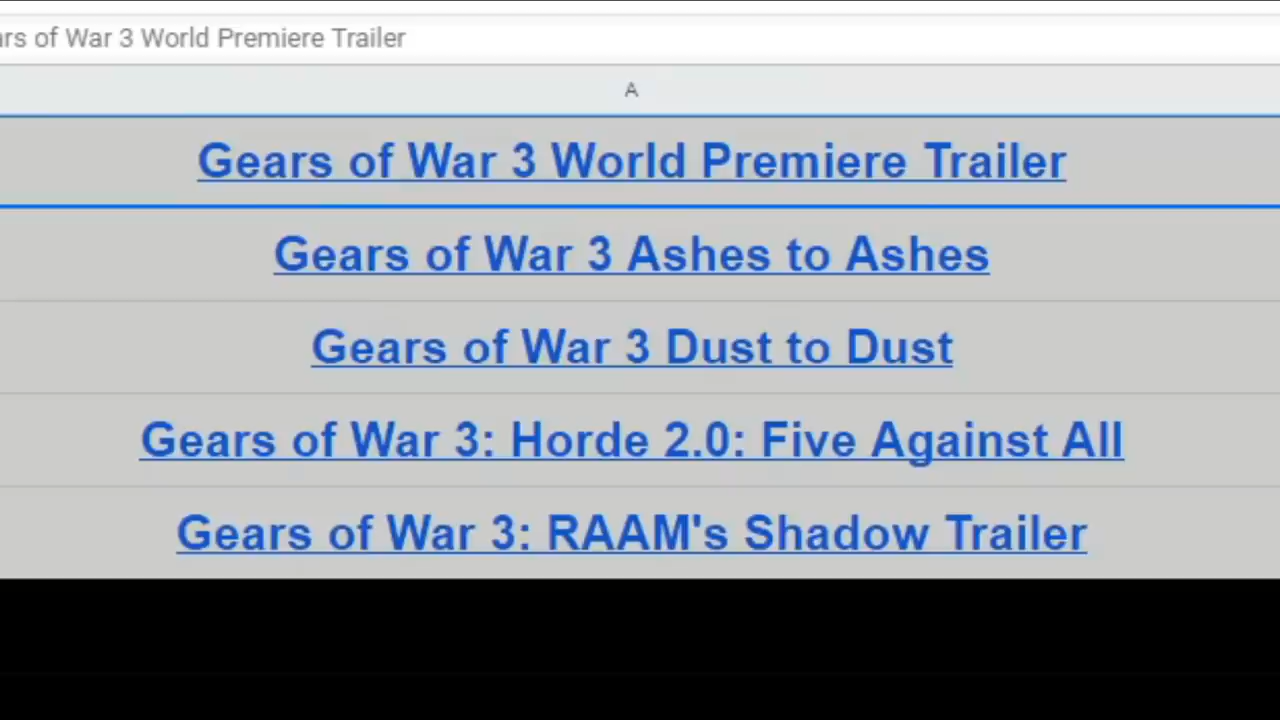 rs of War 3 World Premiere Trailer
A
Gears of War 3 World Premiere Trailer
Gears of War 3 Ashes to Ashes
Gears of War 3 Dust to Dust
Gears of War 3: Horde 2.0: Five Against All
Gears of War 3: RAAM's Shadow Trailer